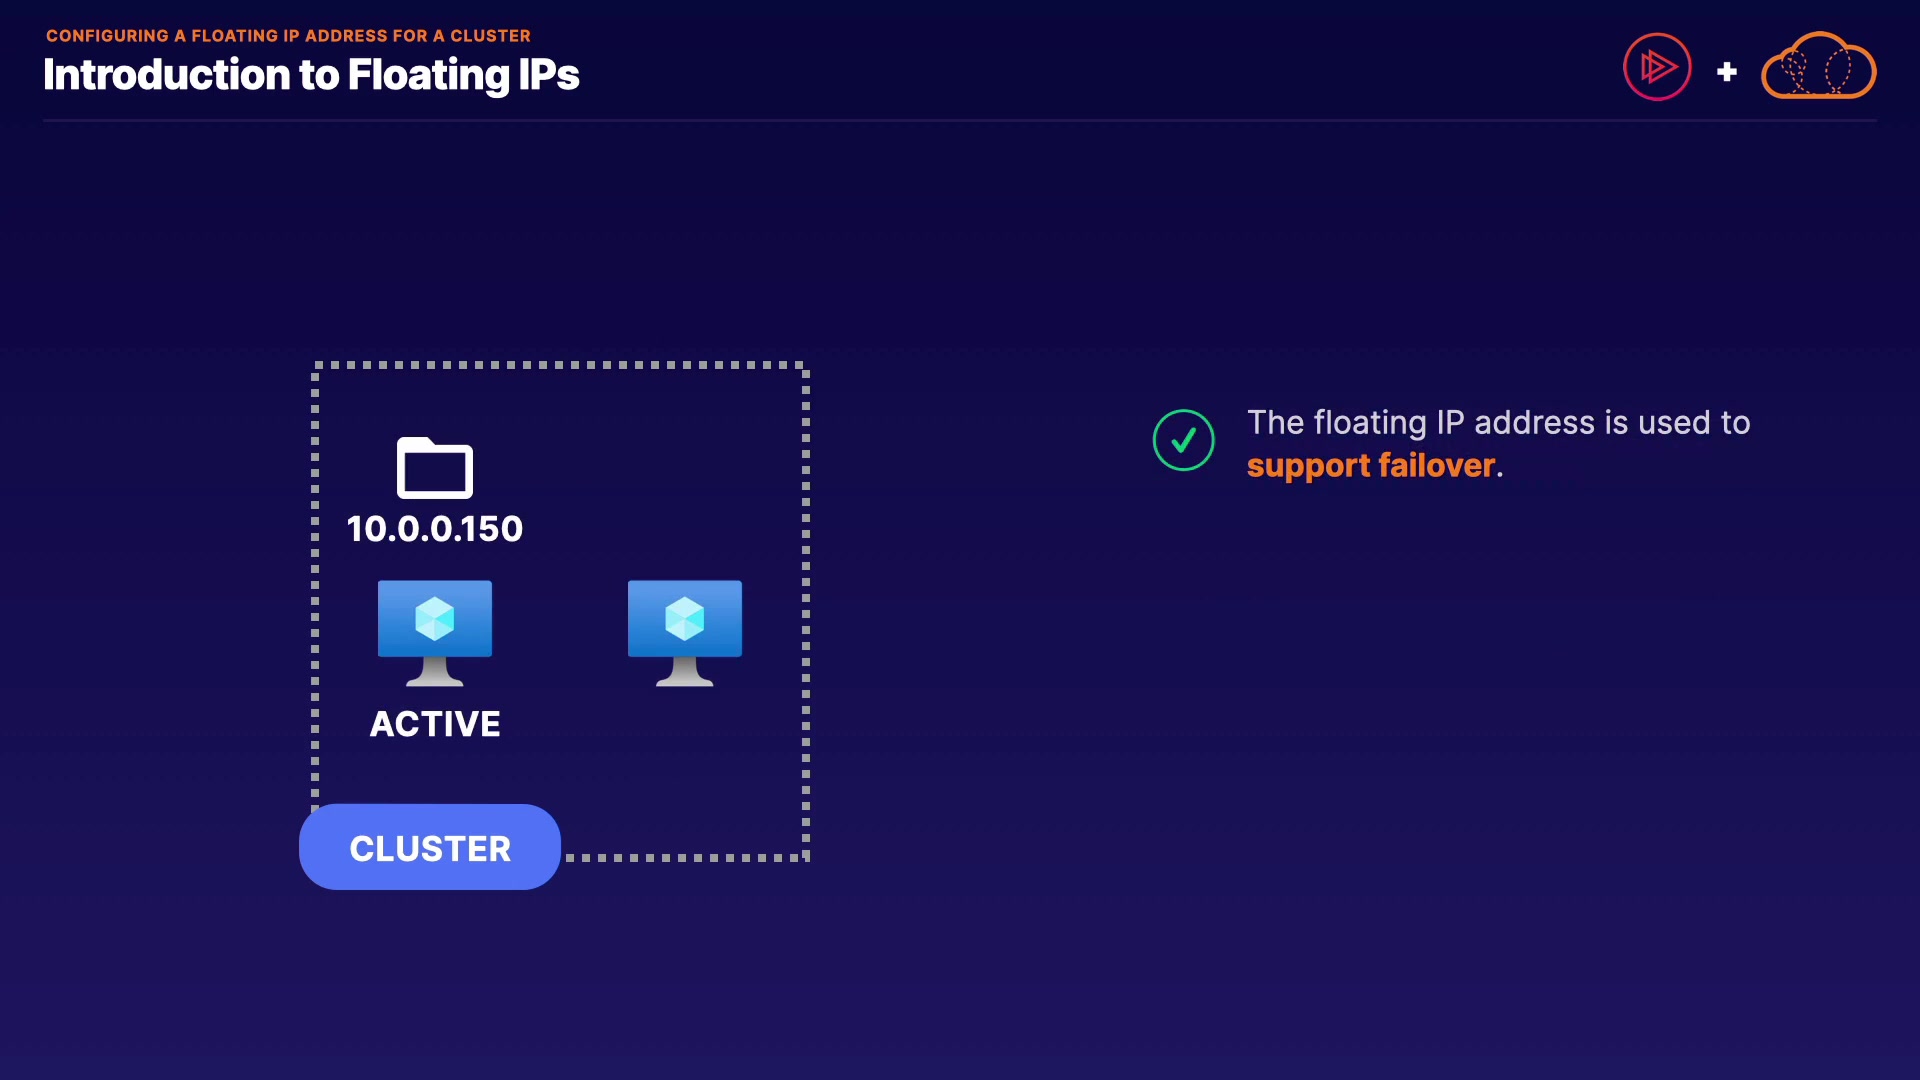 CONFIGURING A FLOATING IP ADDRESS FOR A CLUSTER
Introduction to Floating IPs
10.0.0.150
ACTIVE
CLUSTER
The floating IP address is used to
support failover.